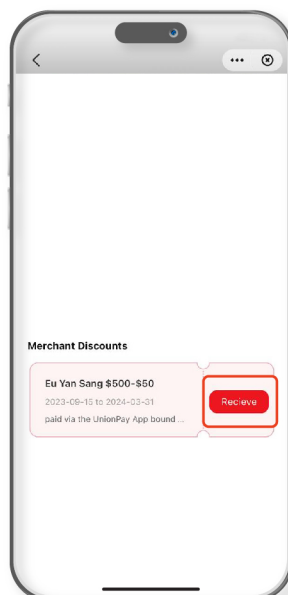 Merchant Discounts
Eu Yan Sang $500-$50
2023-09-15 to 2024-03-31
Recieve
paid via the UnionPay App bound ...